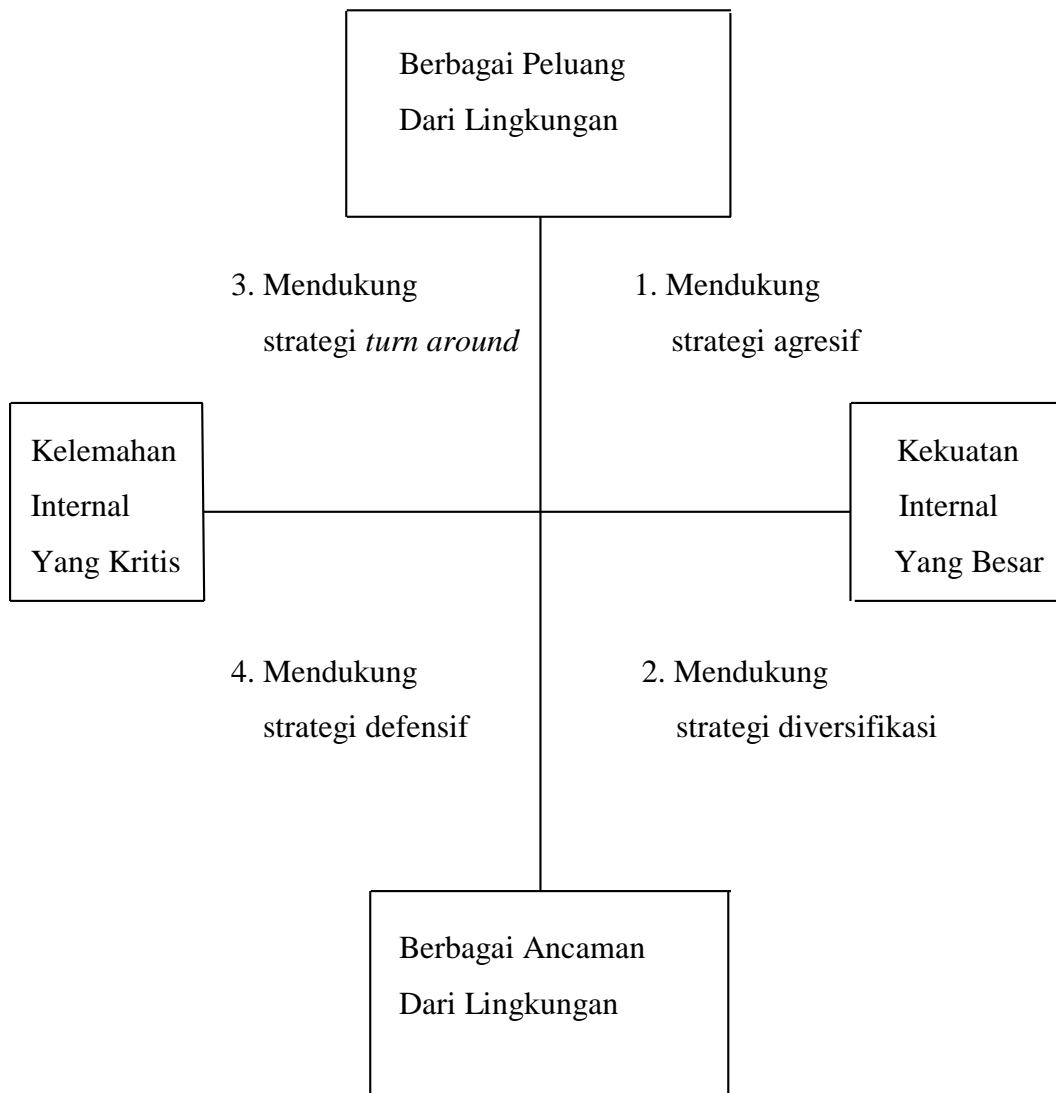 Berbagai Peluang
Dari Lingkungan
3. Mendukung
strategi turn around
1. Mendukung
strategi agresif
Kelemahan
Internal
Yang Kritis
Kekuatan
Internal
Yang Besar
4. Mendukung
strategi defensif
2. Mendukung
strategi diversifikasi
Berbagai Ancaman
Dari Lingkungan